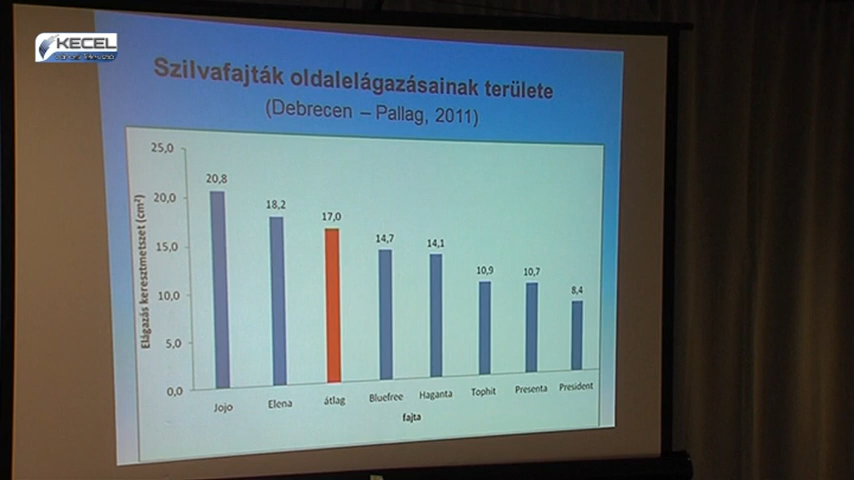 KECEL
Szilvafajták oldalelágazásainak területe
(Debrecen – Pallag, 2011)
Elágazás keresztmetszet (cm²)
25,0
20,0
15,0
10,0
5,0
0,0
20,8
18,2
17,0
14,7
14,1
10,9
10,7
8,4
Jojo
Elena
átlag
Bluefree
Haganta
Tophit
Presenta
President
fajta